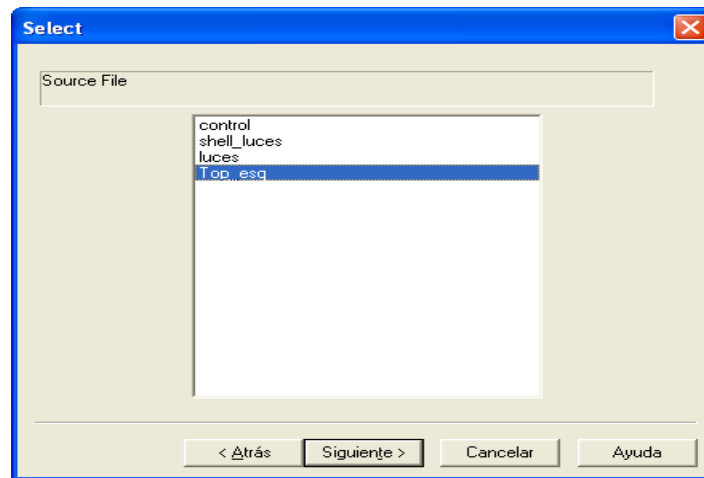 Select
Source File
control
shell_luces
luces
Top_esq
< Atrás Siguiente > Cancelar Ayuda